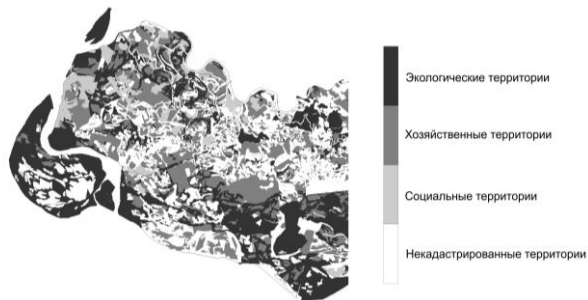 Экологические территории
Хозяйственные территории
Социальные территории
Некадастрированные территории